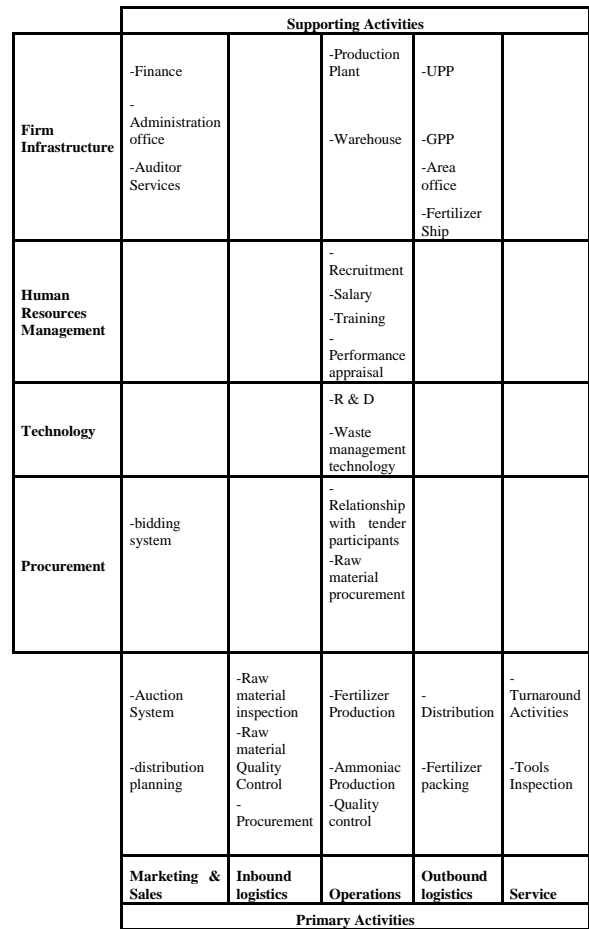 Supporting Activities
Firm
Infrastructure
-Finance
-
Administration
office
-Auditor
Services
-Production
Plant
-Warehouse
-UPP
-GPP
-Area
office
-Fertilizer
Ship
Human
Resources
Management
-
Recruitment
-Salary
-Training
-
Performance
appraisal
Technology
-R & D
-Waste
management
technology
Procurement
-bidding
system
-
Relationship
with tender
participants
-Raw
material
procurement
-Auction
System
-distribution
planning
-Raw
material
inspection
-Raw
material
Quality
Control
-
Procurement
-Fertilizer
Production
-Ammoniac
Production
-Quality
control
-
Distribution
-Fertilizer
packing
-
Turnaround
Activities
-Tools
Inspection
Marketing &
Sales
Inbound
logistics
Operations
Outbound
logistics
Service
Primary Activities